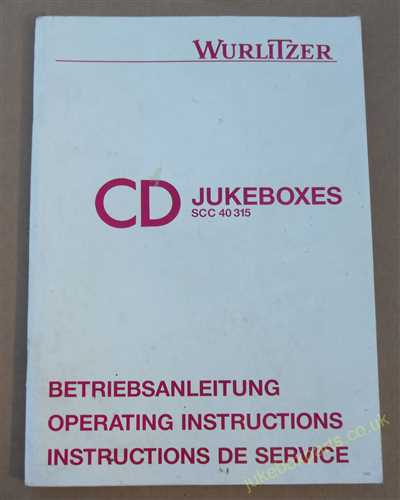 WURLITZER
CD JUKEBOXES
SCC 40 315
BETRIEBSANLEITUNG
OPERATING INSTRUCTIONS
INSTRUCTIONS DE SERVICE
jukeboxparts.co.uk